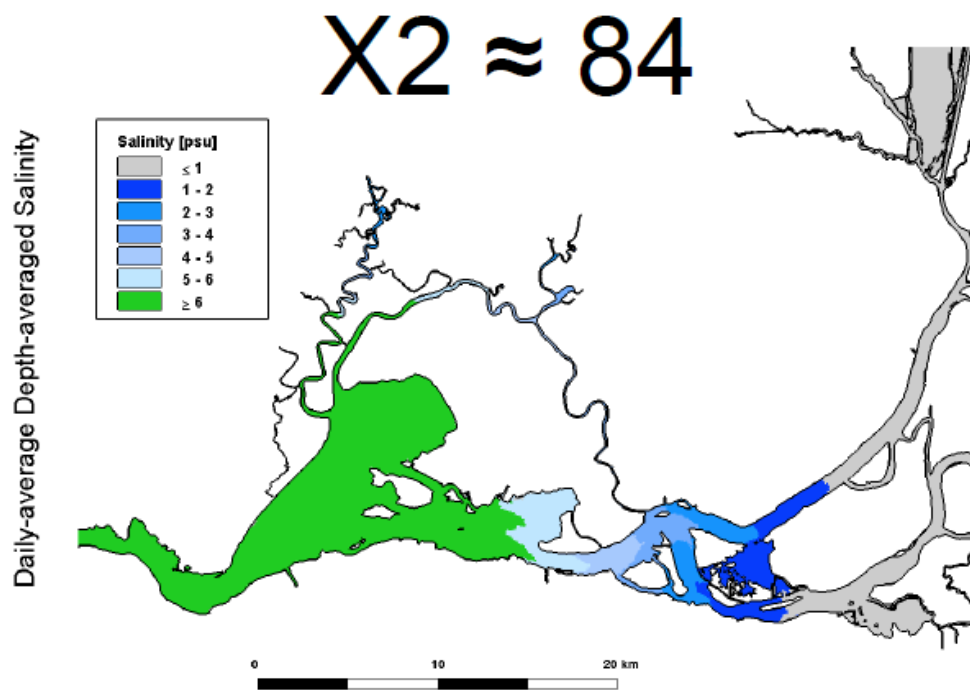 X2 ≈ 84
Daily-average Depth-averaged Salinity
Salinity [psu]
≤ 1
1 - 2
2 - 3
3 - 4
4 - 5
5 - 6
≥ 6
0 10 20 km